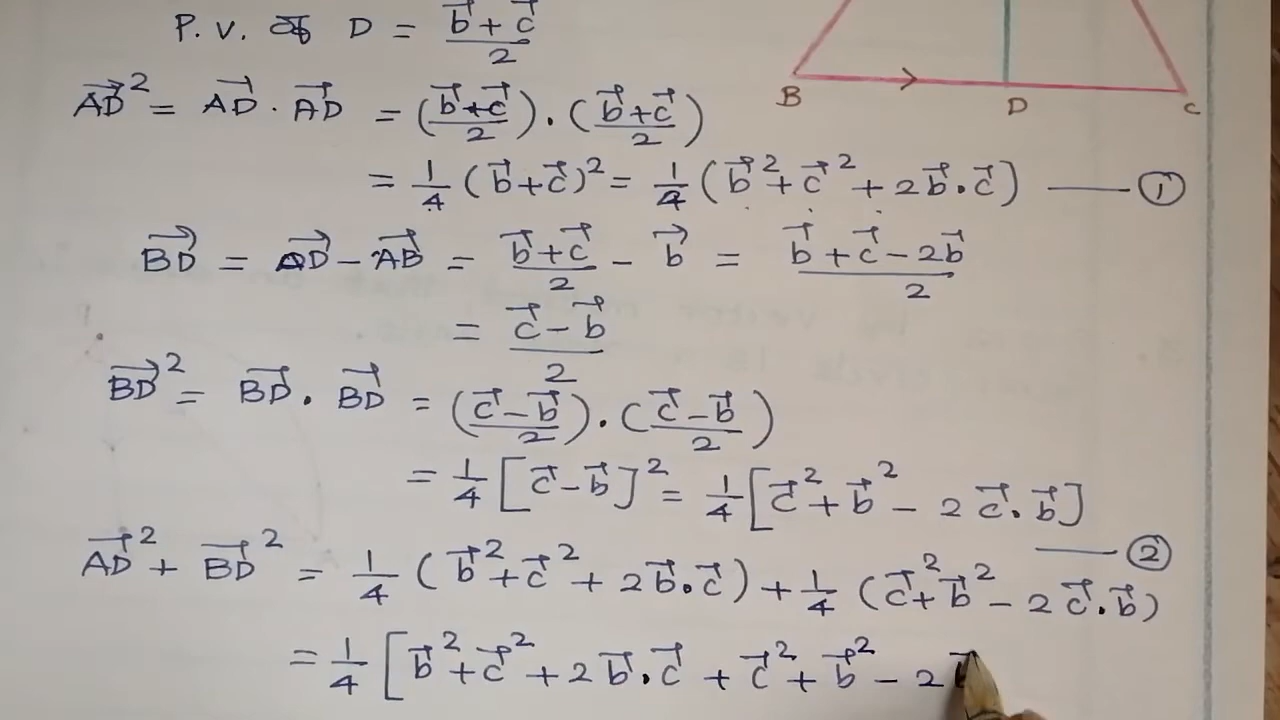 P. V. of D = (b⃗ + c⃗)/2
B D C
AD⃗² = AD⃗ · AD⃗ = ((b⃗ + c⃗)/2) · ((b⃗ + c⃗)/2)
= 1/4 (b⃗ + c⃗)² = 1/4 (b⃗² + c⃗² + 2b⃗ · c⃗) —— ①
BD⃗ = AD⃗ − AB⃗ = (b⃗ + c⃗)/2 − b⃗ = (b⃗ + c⃗ − 2b⃗)/2
= (c⃗ − b⃗)/2
BD⃗² = BD⃗ · BD⃗ = ((c⃗ − b⃗)/2) · ((c⃗ − b⃗)/2)
= 1/4 [c⃗ − b⃗]² = 1/4 [c⃗² + b⃗² − 2c⃗ · b⃗]
—— ②
AD⃗² + BD⃗² = 1/4 (b⃗² + c⃗² + 2b⃗ · c⃗) + 1/4 (c⃗² + b⃗² − 2c⃗ · b⃗)
= 1/4 [b⃗² + c⃗² + 2b⃗ · c⃗ + c⃗² + b⃗² − 2